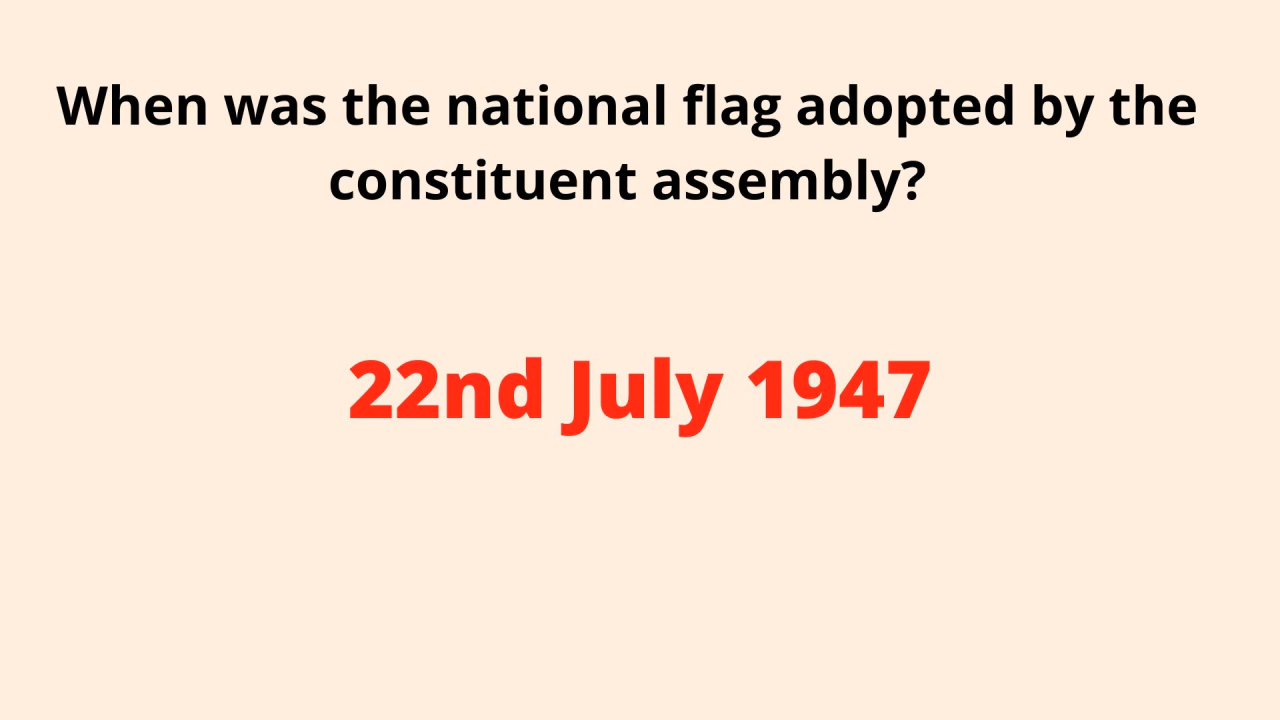 When was the national flag adopted by the
constituent assembly?
22nd July 1947